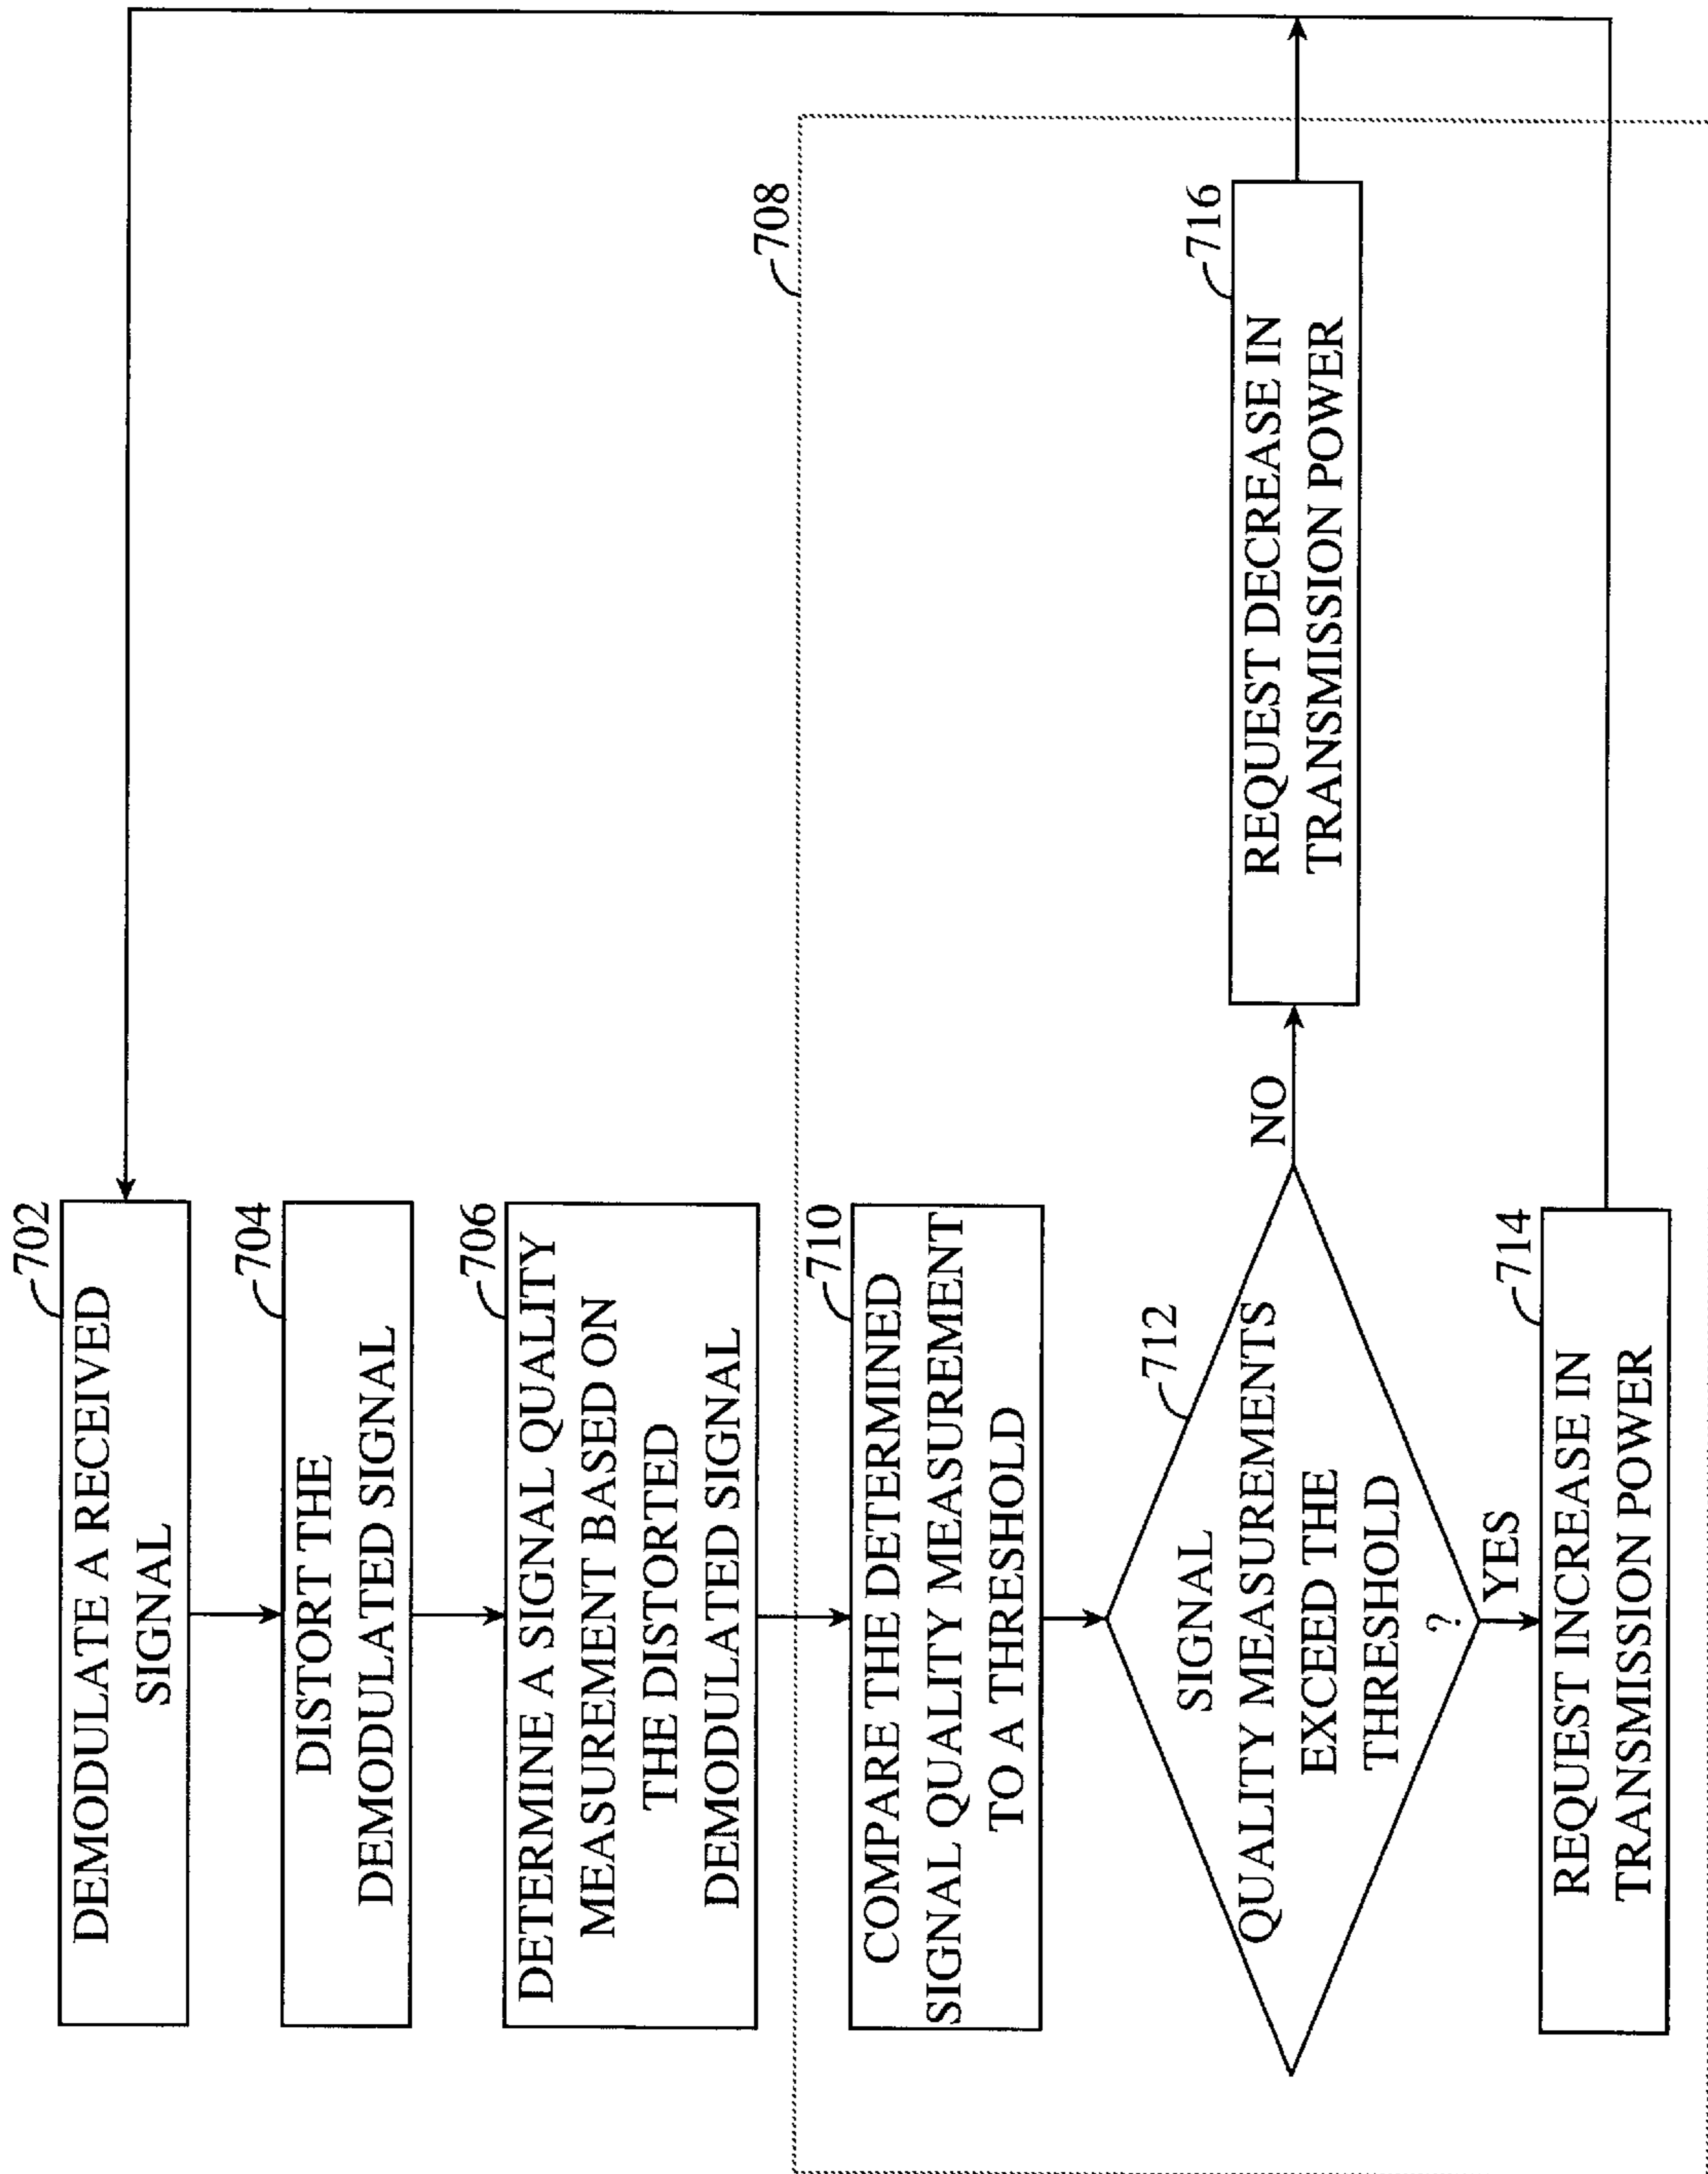 702
DEMODULATE A RECEIVED
SIGNAL
704
DISTORT THE
DEMODULATED SIGNAL
706
DETERMINE A SIGNAL QUALITY
MEASUREMENT BASED ON
THE DISTORTED
DEMODULATED SIGNAL
708
710
COMPARE THE DETERMINED
SIGNAL QUALITY MEASUREMENT
TO A THRESHOLD
712
SIGNAL
QUALITY MEASUREMENTS
EXCEED THE
THRESHOLD
?
NO
716
REQUEST DECREASE IN
TRANSMISSION POWER
YES
714
REQUEST INCREASE IN
TRANSMISSION POWER